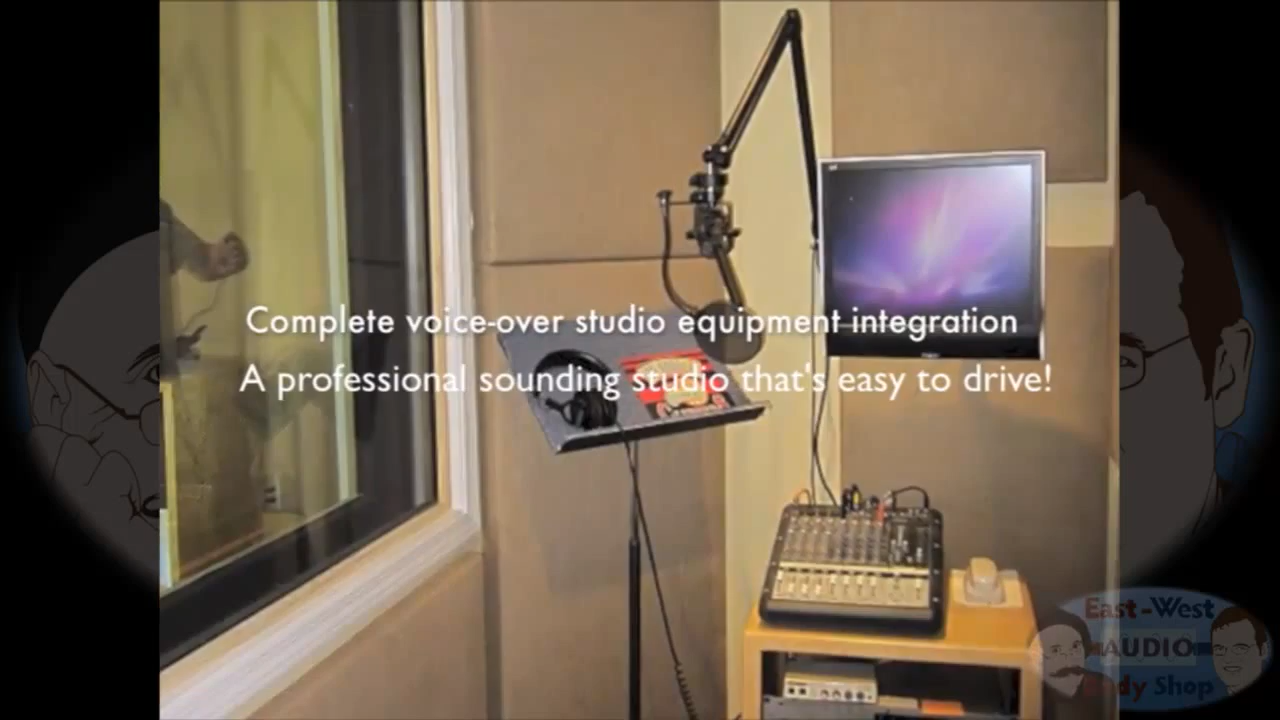 Complete voice-over studio equipment integration
A professional sounding studio that's easy to drive!
East-West
AUDIO
Body Shop